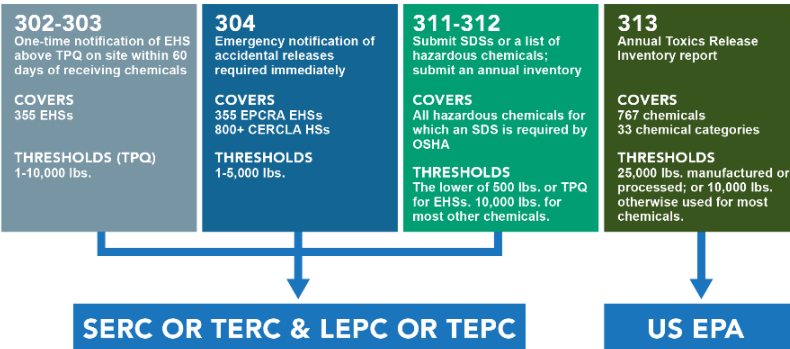 302-303
One-time notification of EHS
above TPQ on site within 60
days of receiving chemicals
COVERS
355 EHSs
THRESHOLDS (TPQ)
1-10,000 lbs.
304
Emergency notification of
accidental releases
required immediately
COVERS
355 EPCRA EHSs
800+ CERCLA HSs
THRESHOLDS
1-5,000 lbs.
311-312
Submit SDSs or a list of
hazardous chemicals;
submit an annual inventory
COVERS
All hazardous chemicals for
which an SDS is required by
OSHA
THRESHOLDS
The lower of 500 lbs. or TPQ
for EHSs. 10,000 lbs. for
most other chemicals.
313
Annual Toxics Release
Inventory report
COVERS
767 chemicals
33 chemical categories
THRESHOLDS
25,000 lbs. manufactured or
processed; or 10,000 lbs.
otherwise used for most
chemicals.
SERC OR TERC & LEPC OR TEPC
US EPA